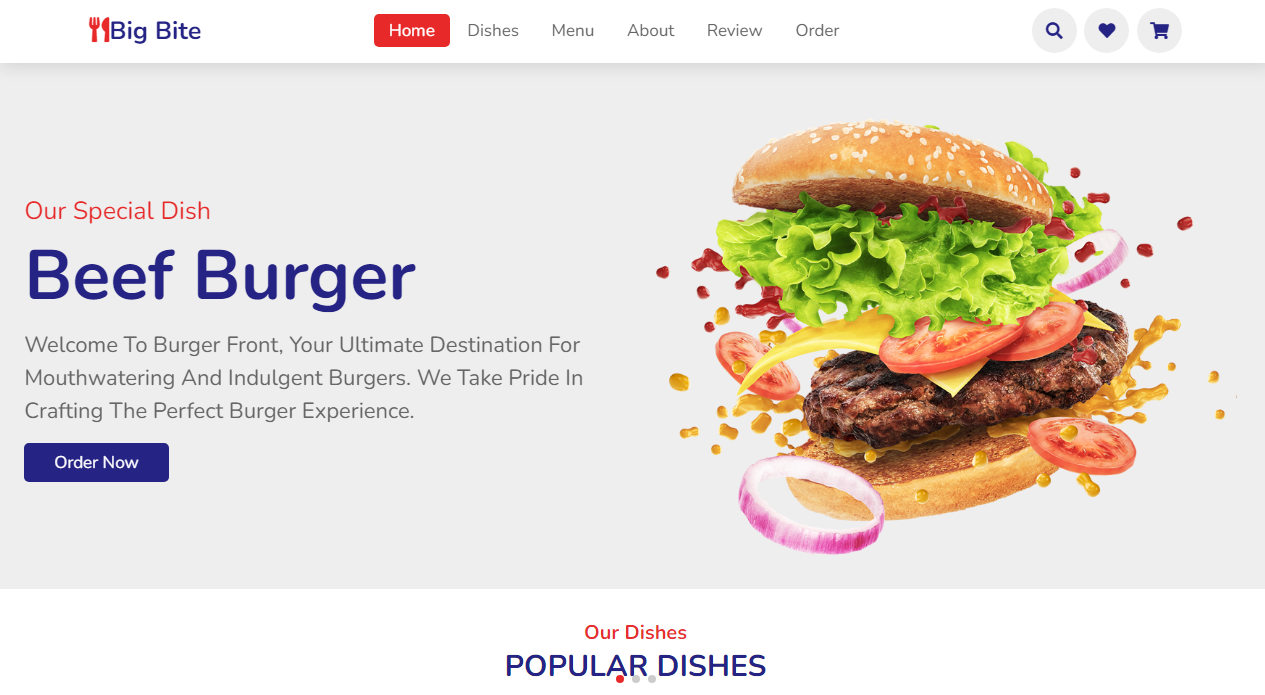 Big Bite
Home Dishes Menu About Review Order
Our Special Dish
Beef Burger
Welcome To Burger Front, Your Ultimate Destination For
Mouthwatering And Indulgent Burgers. We Take Pride In
Crafting The Perfect Burger Experience.
Order Now
Our Dishes
POPULAR DISHES